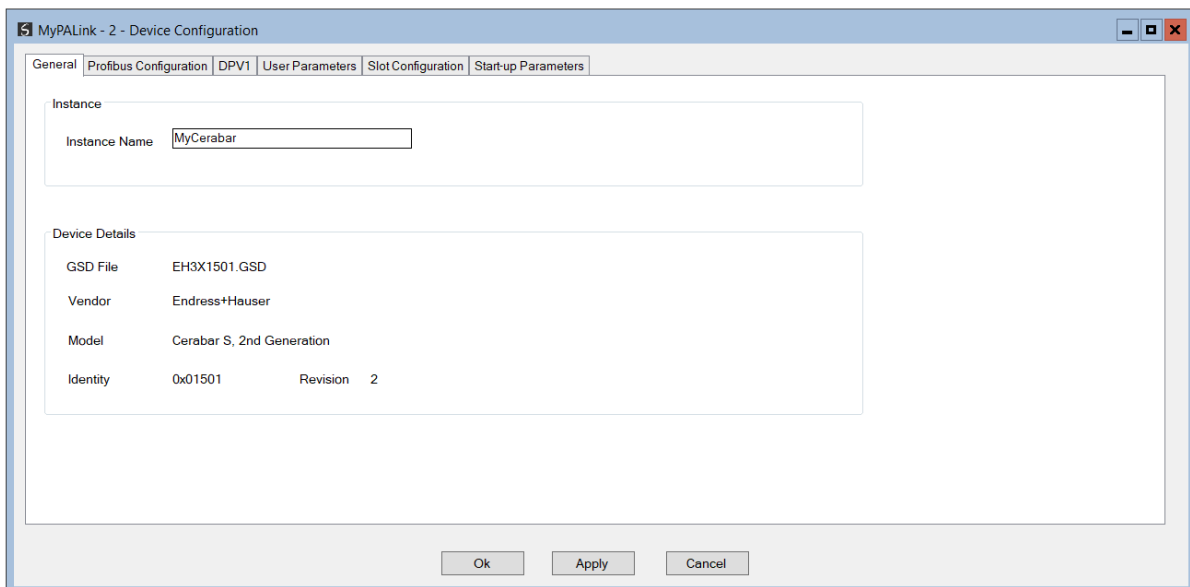 MyPALink - 2 - Device Configuration
General Profibus Configuration DPV1 User Parameters Slot Configuration Start-up Parameters
Instance
Instance Name MyCerabar
Device Details
GSD File EH3X1501.GSD
Vendor Endress+Hauser
Model Cerabar S, 2nd Generation
Identity 0x01501 Revision 2
Ok Apply Cancel